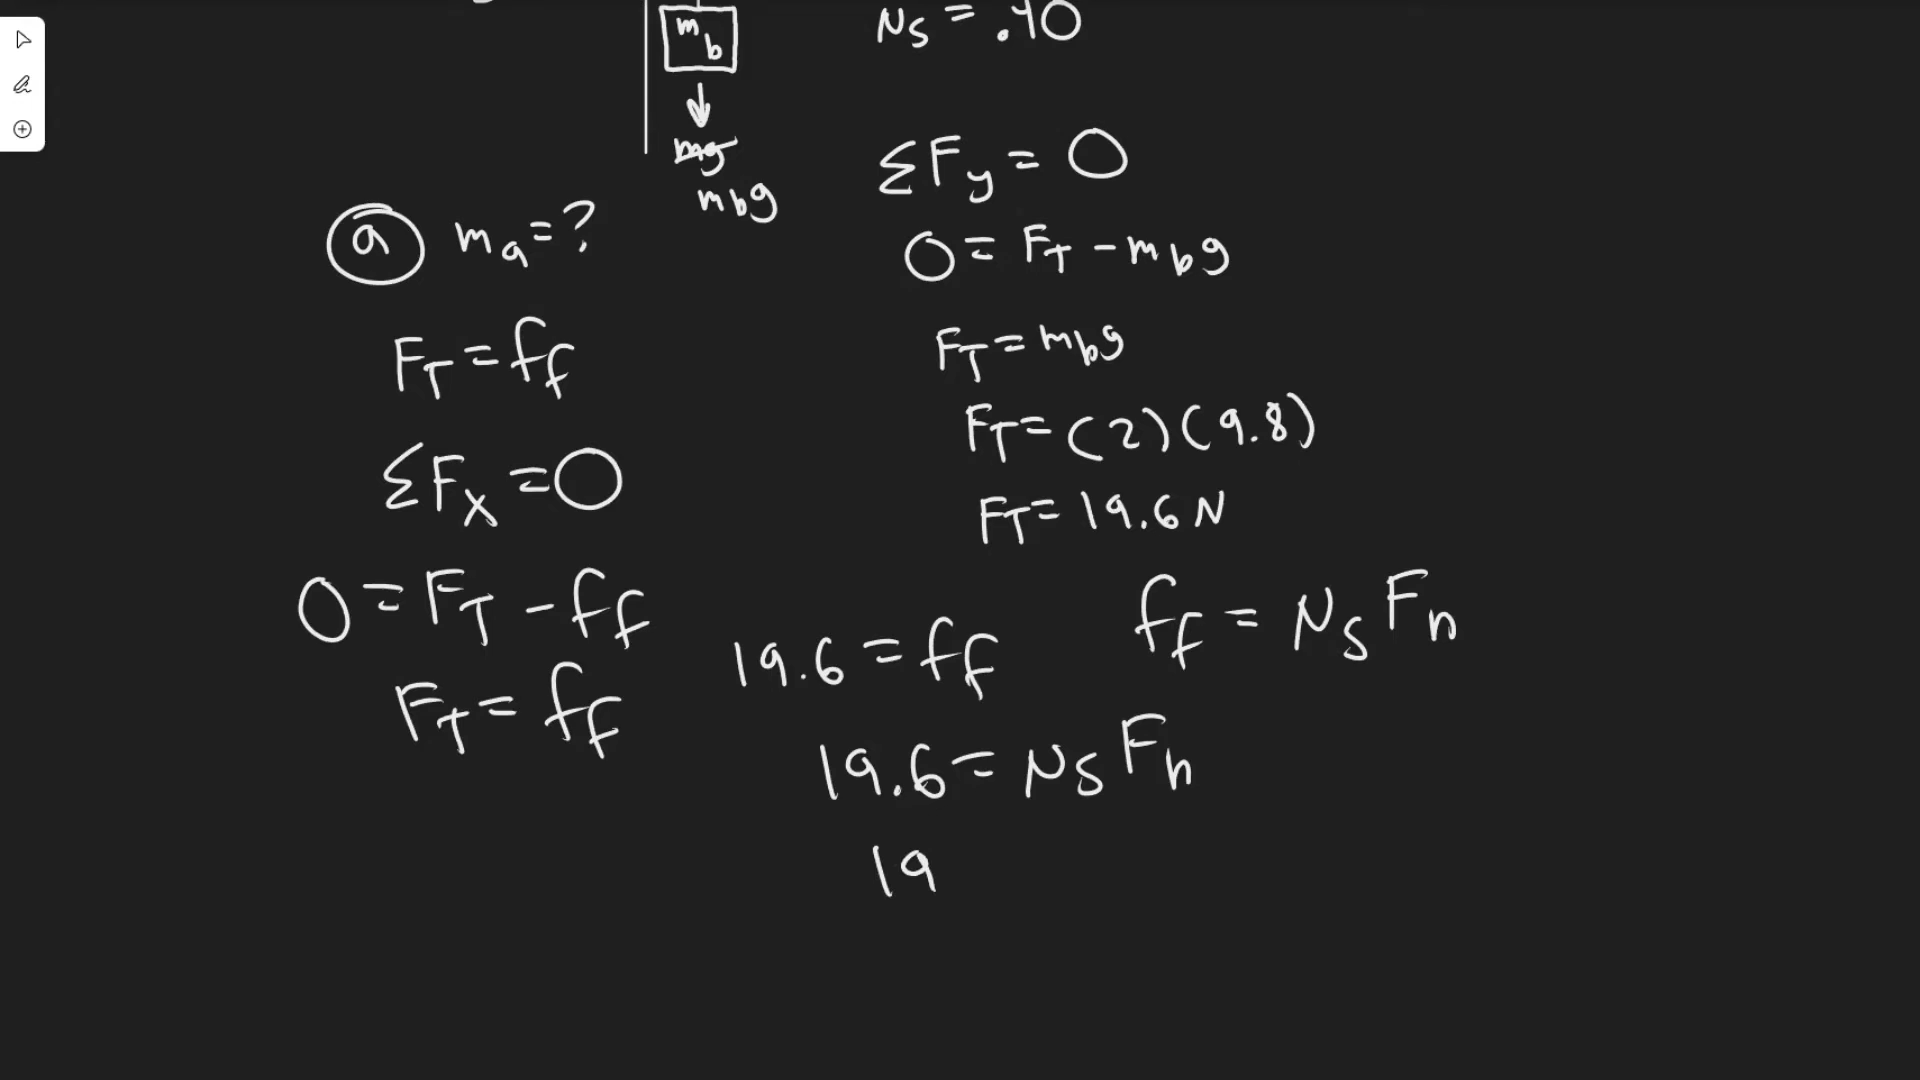 m b
μs = .40
mg
mbg
ΣFy = 0
0 = FT - mbg
FT = mbg
FT = (2)(9.8)
FT = 19.6 N
a ma = ?
FT = ff
ΣFx = 0
0 = FT - ff
FT = ff
19.6 = ff
ff = μs Fn
19.6 = μs Fn
19